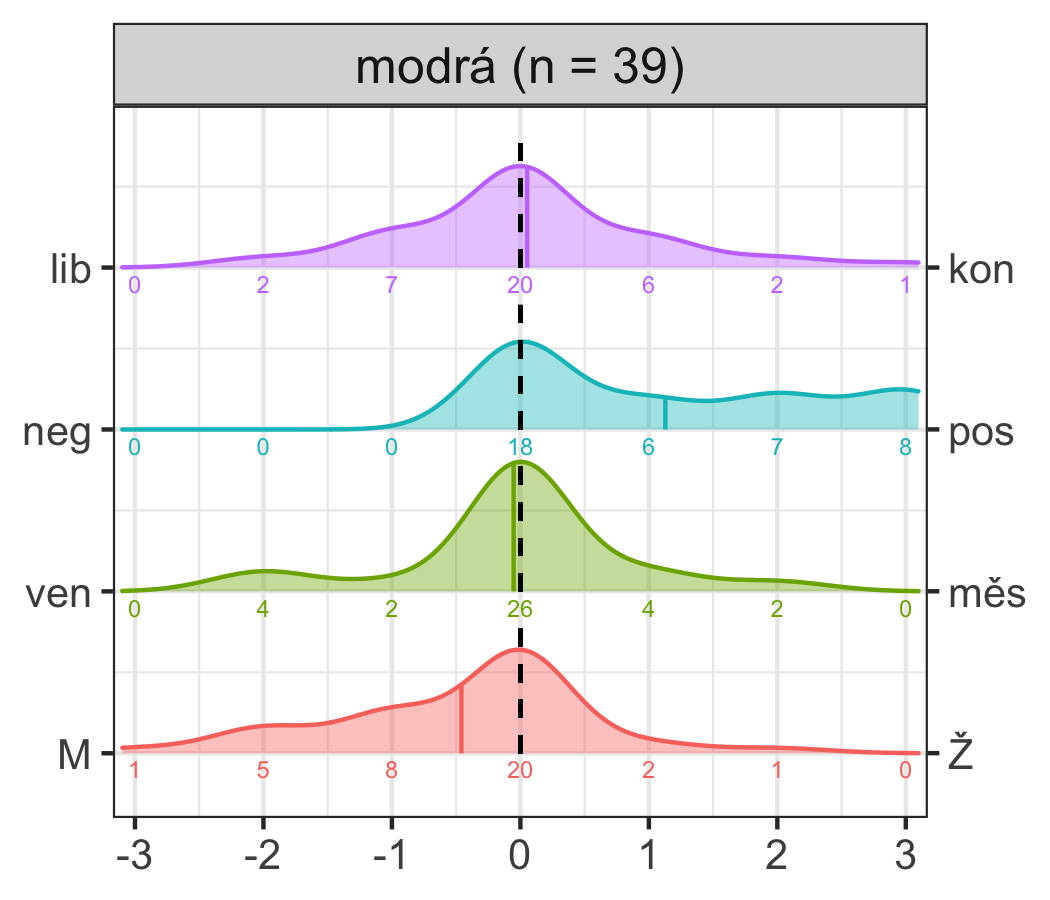 modrá (n = 39)
lib kon
0 2 7 20 6 2 1
neg pos
0 0 0 18 6 7 8
ven měs
0 4 2 26 4 2 0
M Ž
1 5 8 20 2 1 0
-3 -2 -1 0 1 2 3